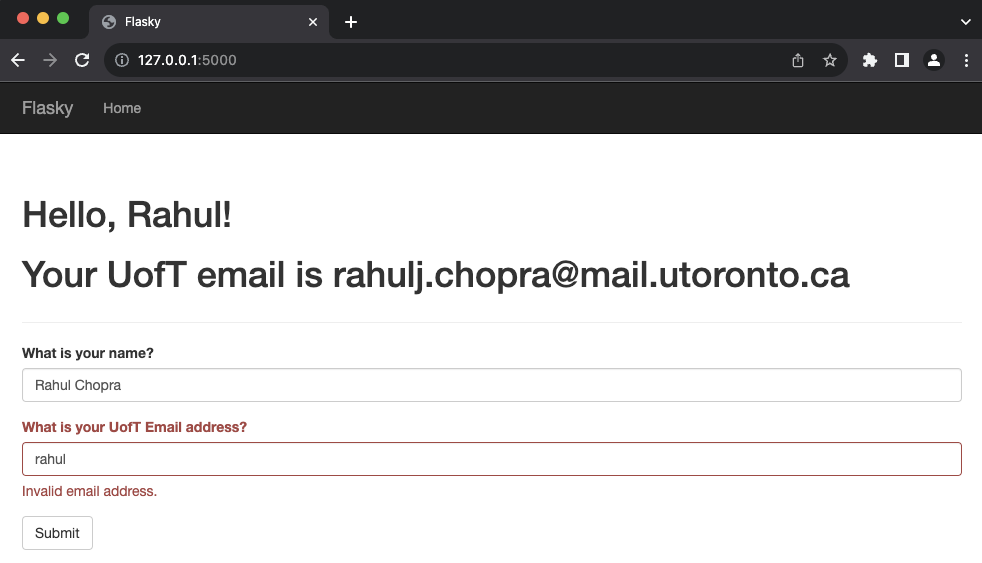 Flasky
127.0.0.1:5000
Flasky Home
Hello, Rahul!
Your UofT email is rahulj.chopra@mail.utoronto.ca
What is your name?
Rahul Chopra
What is your UofT Email address?
rahul
Invalid email address.
Submit